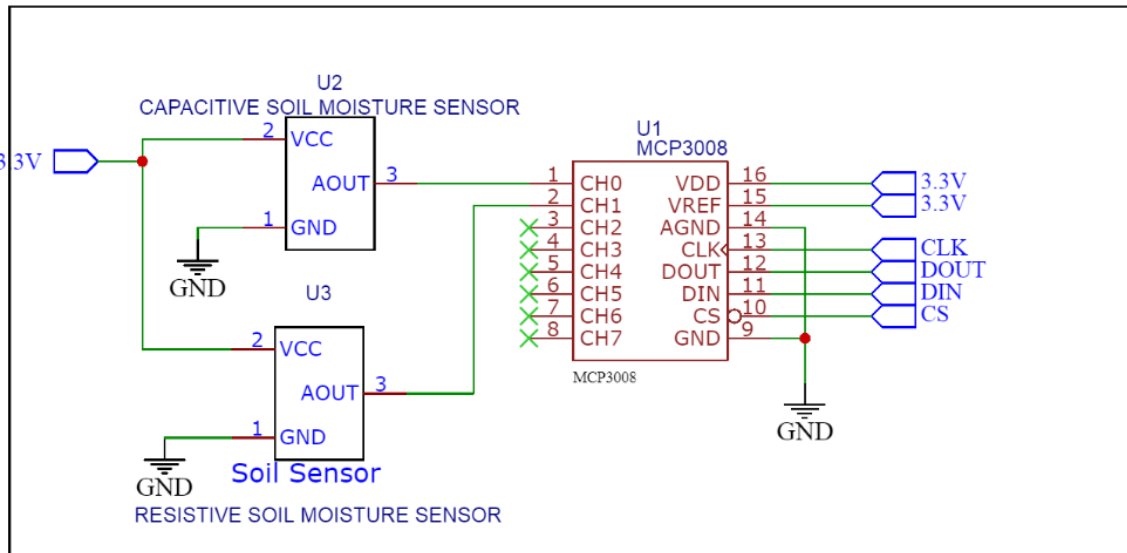 U2
CAPACITIVE SOIL MOISTURE SENSOR
3.3V
2 VCC
AOUT 3
1 GND
GND
U3
2 VCC
AOUT 3
1 GND
GND
Soil Sensor
RESISTIVE SOIL MOISTURE SENSOR
U1
MCP3008
1 CH0 VDD 16 3.3V
2 CH1 VREF 15 3.3V
3 CH2 AGND 14
4 CH3 CLK 13 CLK
5 CH4 DOUT 12 DOUT
6 CH5 DIN 11 DIN
7 CH6 CS 10 CS
8 CH7 GND 9
MCP3008
GND